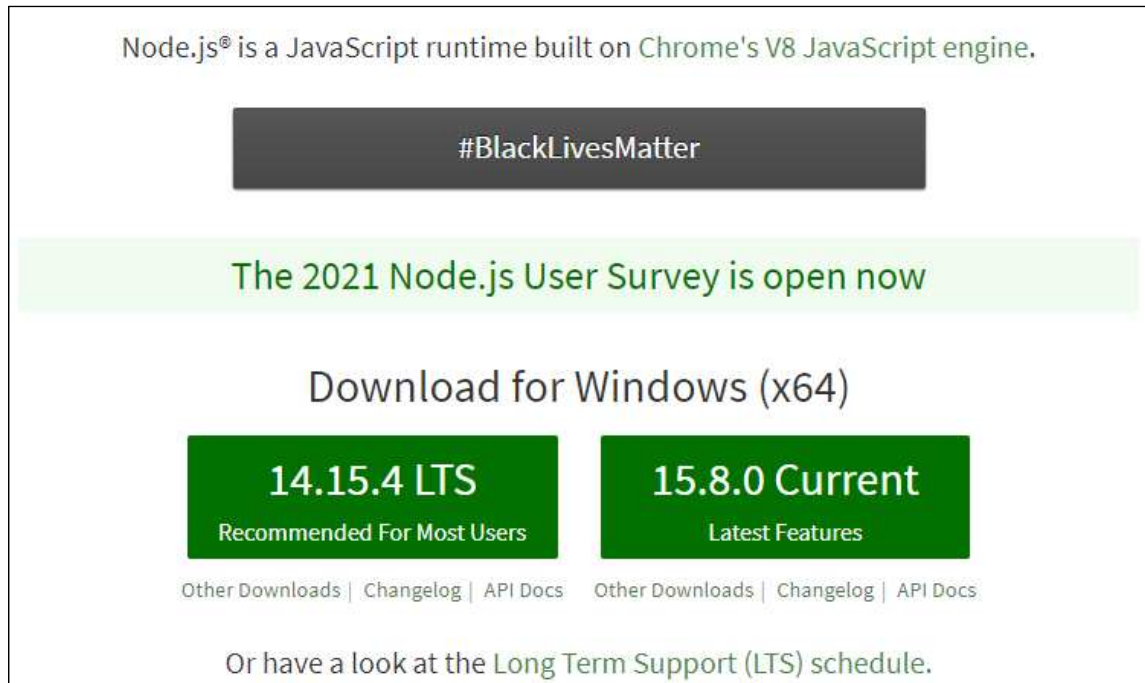 Node.js® is a JavaScript runtime built on Chrome's V8 JavaScript engine.
#BlackLivesMatter
The 2021 Node.js User Survey is open now
Download for Windows (x64)
14.15.4 LTS
Recommended For Most Users
15.8.0 Current
Latest Features
Other Downloads | Changelog | API Docs
Other Downloads | Changelog | API Docs
Or have a look at the Long Term Support (LTS) schedule.